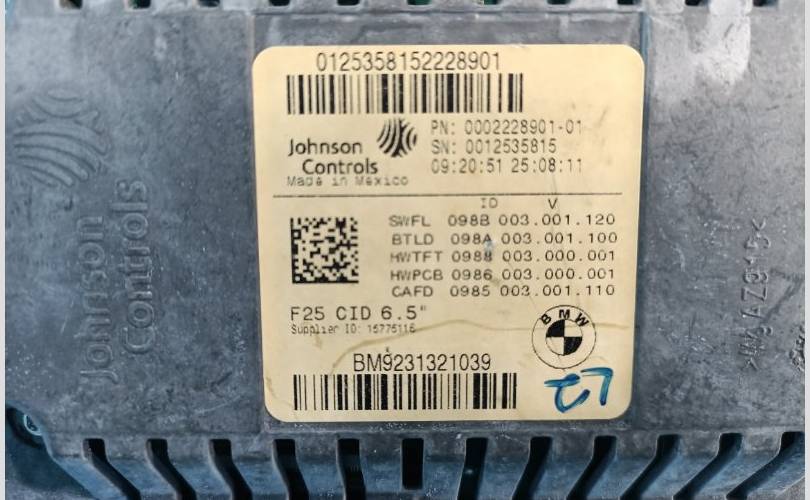 0125358152228901
Johnson Controls
PN: 0002228901-01
SN: 0012535815
09:20:51 25:08:11
Made in Mexico
ID V
SWFL 098B 003.001.120
BTLD 098A 003.001.100
HWTFT 0988 003.000.001
HWPCB 0986 003.000.001
CAFD 0985 003.001.110
F25 CID 6.5"
Supplier ID: 15775116
BMW
BM9231321039
Johnson Controls
>Mg AZ915<